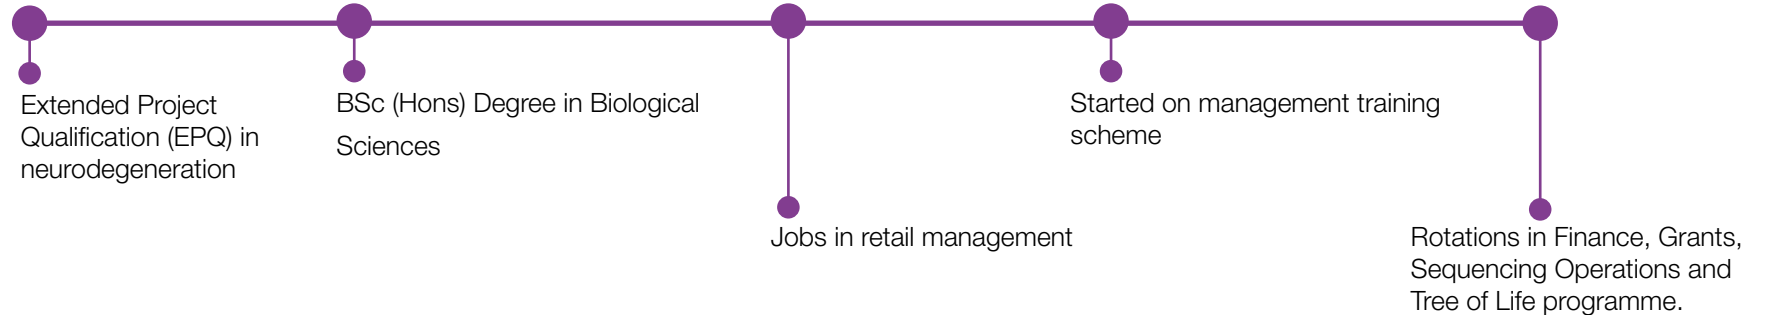 Extended Project
Qualification (EPQ) in
neurodegeneration
BSc (Hons) Degree in Biological
Sciences
Jobs in retail management
Started on management training
scheme
Rotations in Finance, Grants,
Sequencing Operations and
Tree of Life programme.